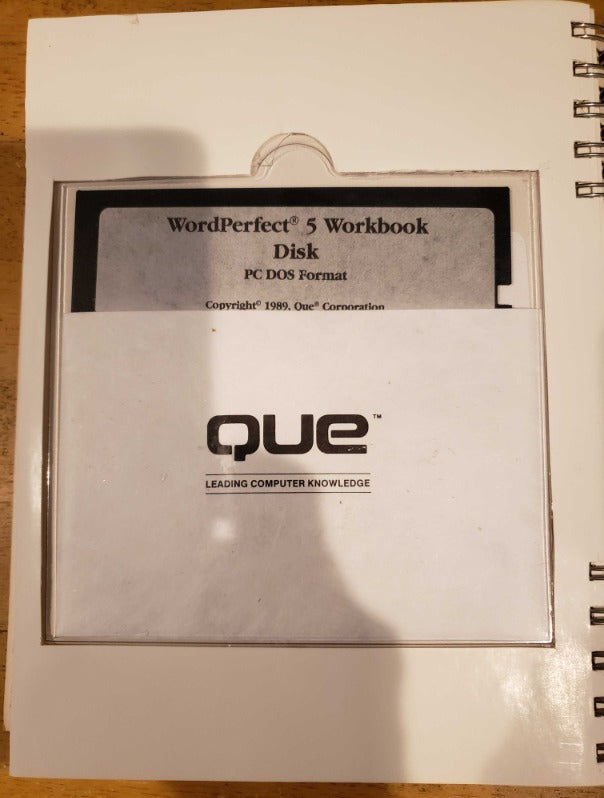 WordPerfect® 5 Workbook
Disk
PC DOS Format
Copyright© 1989, Que® Corporation
QUE™
LEADING COMPUTER KNOWLEDGE